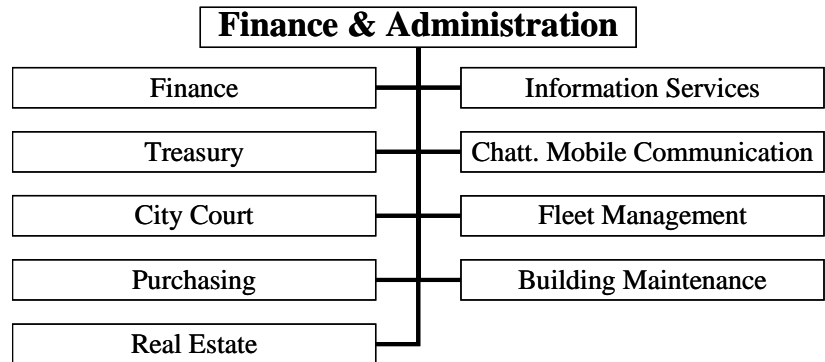 Finance & Administration
Finance
Information Services
Treasury
Chatt. Mobile Communication
City Court
Fleet Management
Purchasing
Building Maintenance
Real Estate